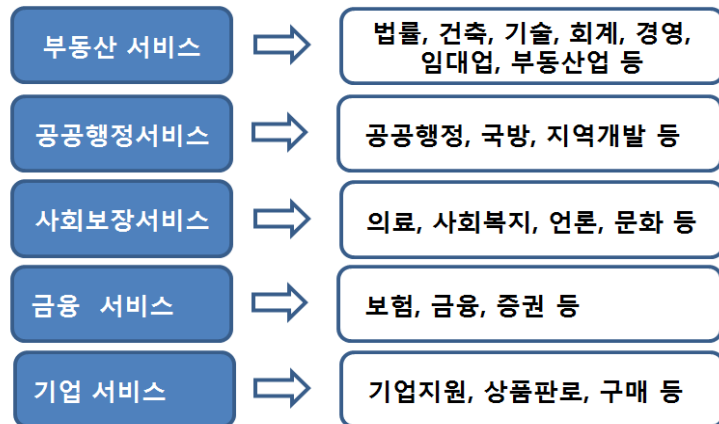 부동산 서비스
법률, 건축, 기술, 회계, 경영,
임대업, 부동산업 등
공공행정서비스
공공행정, 국방, 지역개발 등
사회보장서비스
의료, 사회복지, 언론, 문화 등
금융 서비스
보험, 금융, 증권 등
기업 서비스
기업지원, 상품판로, 구매 등